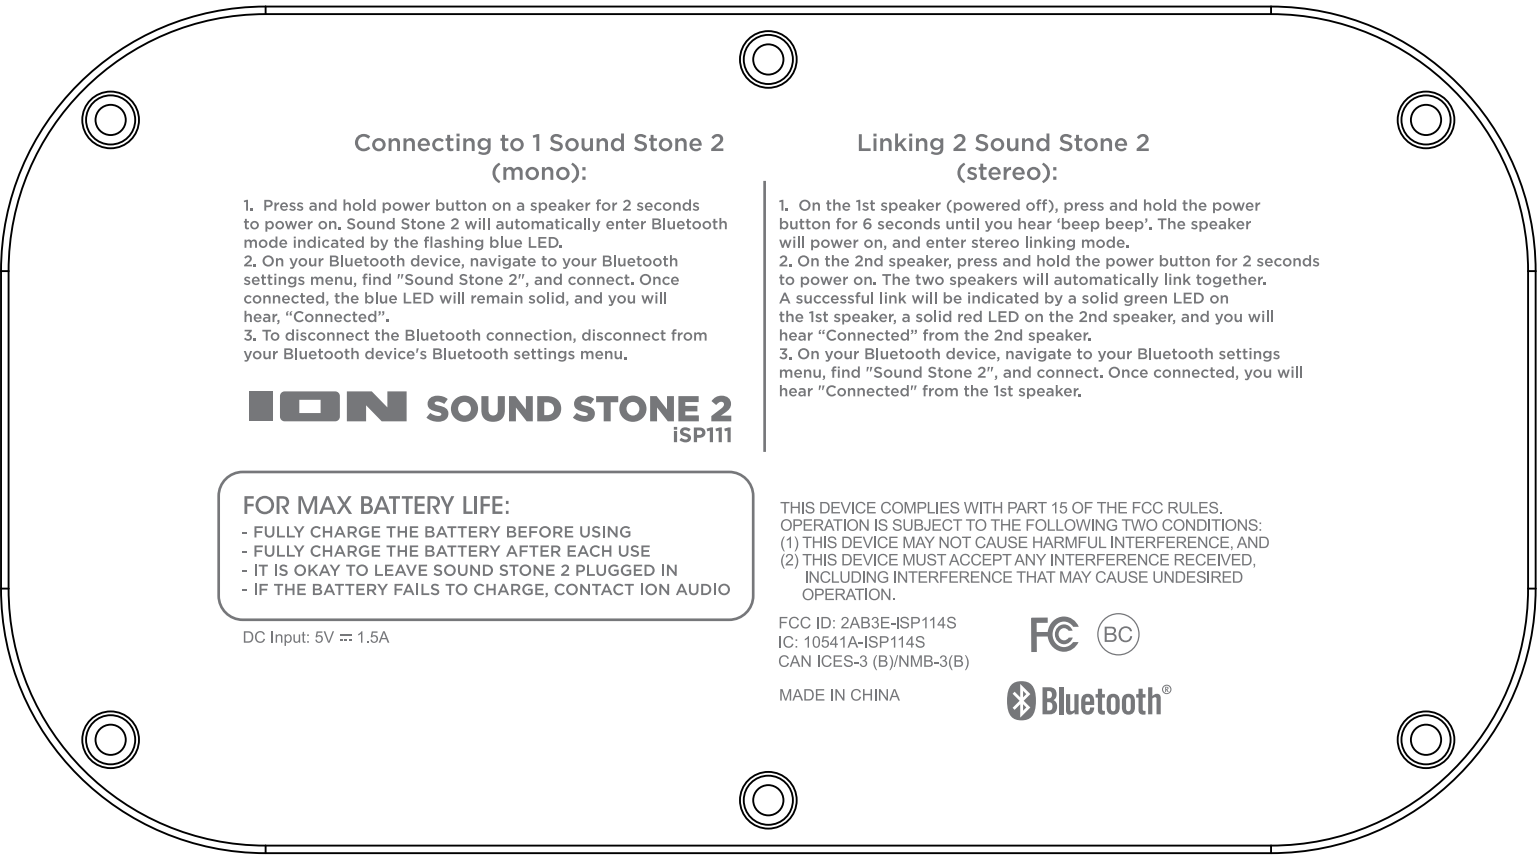 Connecting to 1 Sound Stone 2
(mono):
1. Press and hold power button on a speaker for 2 seconds
to power on. Sound Stone 2 will automatically enter Bluetooth
mode indicated by the flashing blue LED.
2. On your Bluetooth device, navigate to your Bluetooth
settings menu, find "Sound Stone 2", and connect. Once
connected, the blue LED will remain solid, and you will
hear, “Connected”.
3. To disconnect the Bluetooth connection, disconnect from
your Bluetooth device's Bluetooth settings menu.
ION SOUND STONE 2
iSP111
Linking 2 Sound Stone 2
(stereo):
1. On the 1st speaker (powered off), press and hold the power
button for 6 seconds until you hear ‘beep beep’. The speaker
will power on, and enter stereo linking mode.
2. On the 2nd speaker, press and hold the power button for 2 seconds
to power on. The two speakers will automatically link together.
A successful link will be indicated by a solid green LED on
the 1st speaker, a solid red LED on the 2nd speaker, and you will
hear “Connected” from the 2nd speaker.
3. On your Bluetooth device, navigate to your Bluetooth settings
menu, find "Sound Stone 2", and connect. Once connected, you will
hear "Connected" from the 1st speaker.
FOR MAX BATTERY LIFE:
- FULLY CHARGE THE BATTERY BEFORE USING
- FULLY CHARGE THE BATTERY AFTER EACH USE
- IT IS OKAY TO LEAVE SOUND STONE 2 PLUGGED IN
- IF THE BATTERY FAILS TO CHARGE, CONTACT ION AUDIO
DC Input: 5V ⎓ 1.5A
THIS DEVICE COMPLIES WITH PART 15 OF THE FCC RULES.
OPERATION IS SUBJECT TO THE FOLLOWING TWO CONDITIONS:
(1) THIS DEVICE MAY NOT CAUSE HARMFUL INTERFERENCE, AND
(2) THIS DEVICE MUST ACCEPT ANY INTERFERENCE RECEIVED,
INCLUDING INTERFERENCE THAT MAY CAUSE UNDESIRED
OPERATION.
FCC ID: 2AB3E-ISP114S
IC: 10541A-ISP114S
CAN ICES-3 (B)/NMB-3(B)
FC BC
MADE IN CHINA
Bluetooth®